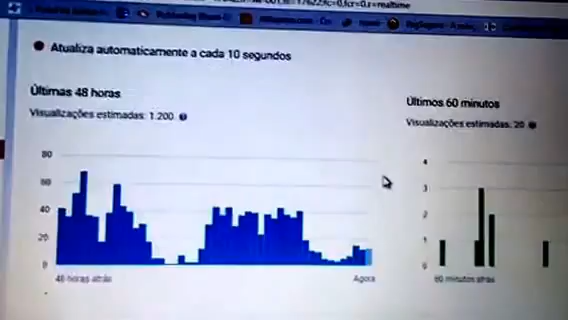 r=realtime
Atualiza automaticamente a cada 10 segundos
Últimas 48 horas
Visualizações estimadas: 1.200
80
60
40
20
0
48 horas atrás
Agora
Últimos 60 minutos
Visualizações estimadas: 20
4
3
2
1
0
60 minutos atrás